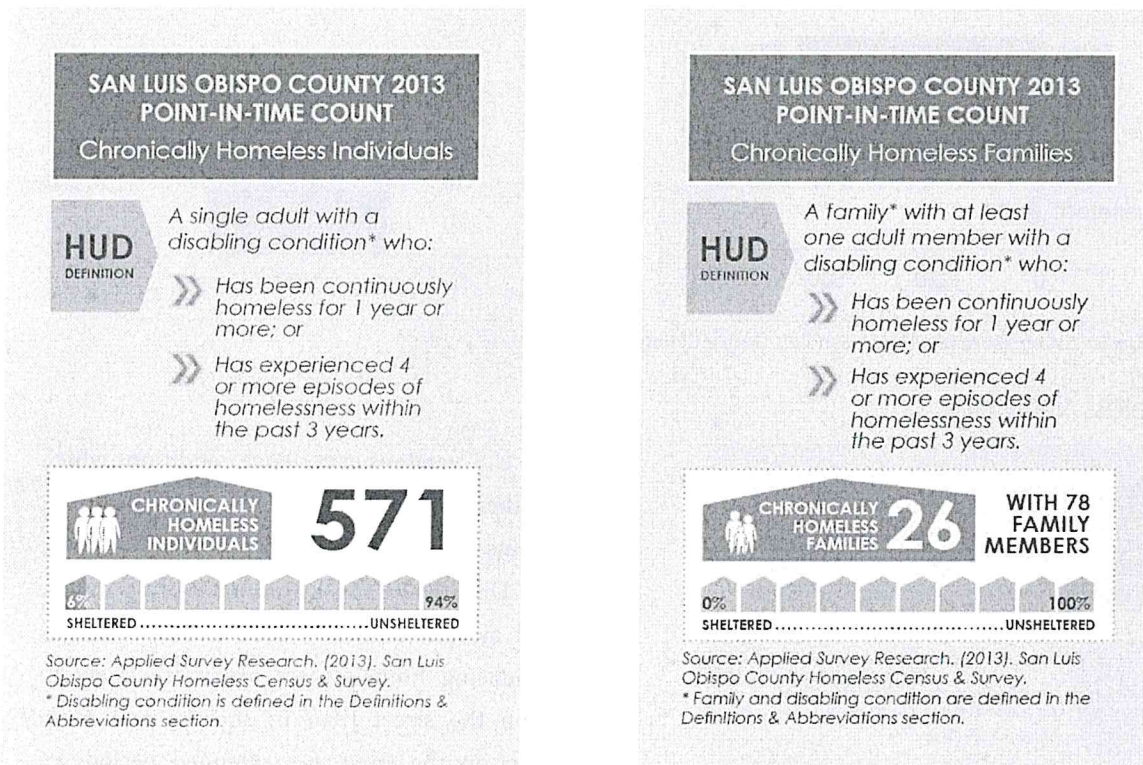 SAN LUIS OBISPO COUNTY 2013
POINT-IN-TIME COUNT
Chronically Homeless Individuals
HUD
DEFINITION
A single adult with a
disabling condition* who:
Has been continuously
homeless for 1 year or
more; or
Has experienced 4
or more episodes of
homelessness within
the past 3 years.
CHRONICALLY
HOMELESS
INDIVIDUALS
571
6%
94%
SHELTERED....................................UNSHELTERED
Source: Applied Survey Research. (2013). San Luis
Obispo County Homeless Census & Survey.
* Disabling condition is defined in the Definitions &
Abbreviations section.
SAN LUIS OBISPO COUNTY 2013
POINT-IN-TIME COUNT
Chronically Homeless Families
HUD
DEFINITION
A family* with at least
one adult member with a
disabling condition* who:
Has been continuously
homeless for 1 year or
more; or
Has experienced 4
or more episodes of
homelessness within
the past 3 years.
CHRONICALLY
HOMELESS
FAMILIES
26
WITH 78
FAMILY
MEMBERS
0%
100%
SHELTERED....................................UNSHELTERED
Source: Applied Survey Research. (2013). San Luis
Obispo County Homeless Census & Survey.
* Family and disabling condition are defined in the
Definitions & Abbreviations section.